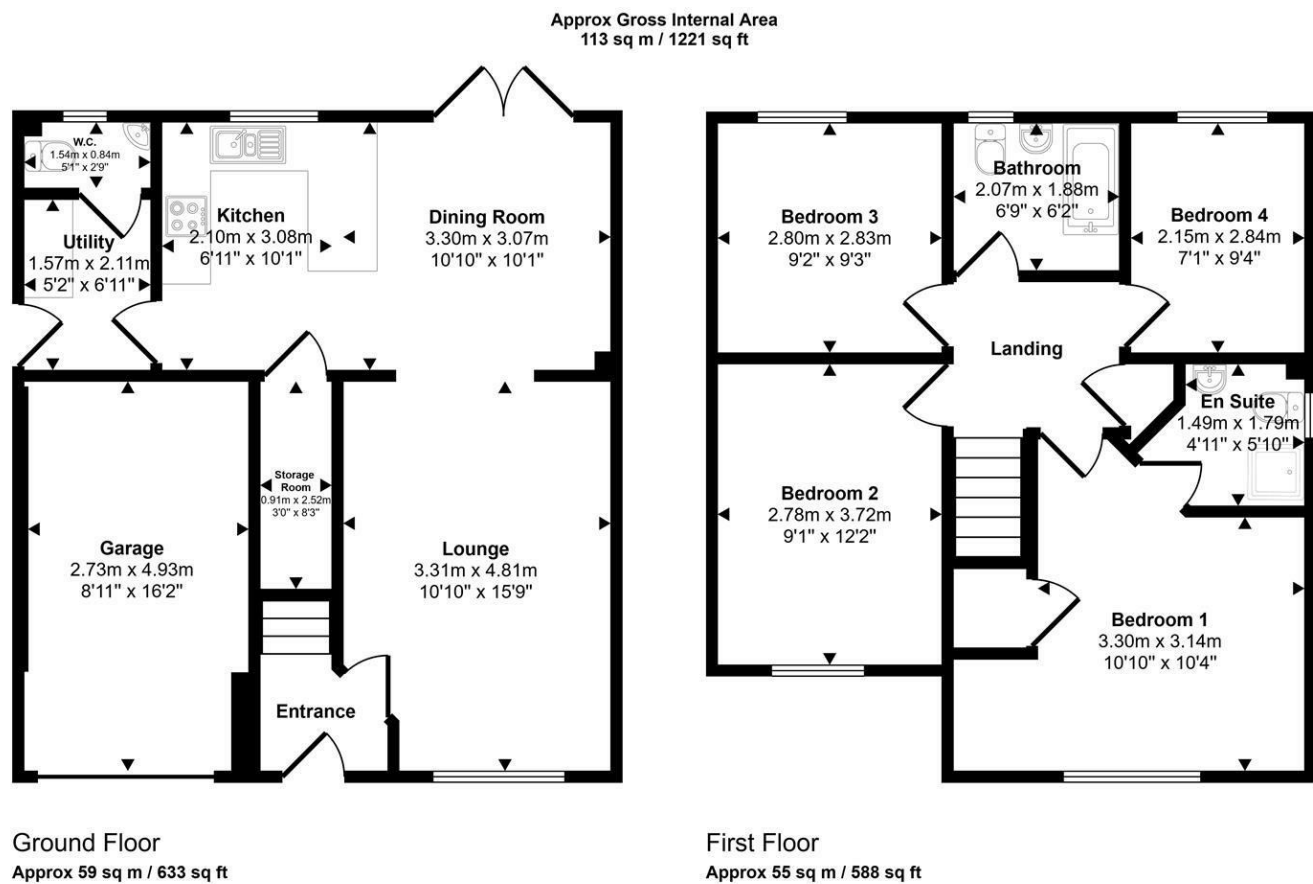 Approx Gross Internal Area
113 sq m / 1221 sq ft
W.C.
1.54m x 0.84m
5'1" x 2'9"
Utility
1.57m x 2.11m
5'2" x 6'11"
Kitchen
2.10m x 3.08m
6'11" x 10'1"
Dining Room
3.30m x 3.07m
10'10" x 10'1"
Storage
Room
0.91m x 2.52m
3'0" x 8'3"
Garage
2.73m x 4.93m
8'11" x 16'2"
Lounge
3.31m x 4.81m
10'10" x 15'9"
Entrance
Ground Floor
Approx 59 sq m / 633 sq ft
Bedroom 3
2.80m x 2.83m
9'2" x 9'3"
Bathroom
2.07m x 1.88m
6'9" x 6'2"
Bedroom 4
2.15m x 2.84m
7'1" x 9'4"
Landing
En Suite
1.49m x 1.79m
4'11" x 5'10"
Bedroom 2
2.78m x 3.72m
9'1" x 12'2"
Bedroom 1
3.30m x 3.14m
10'10" x 10'4"
First Floor
Approx 55 sq m / 588 sq ft